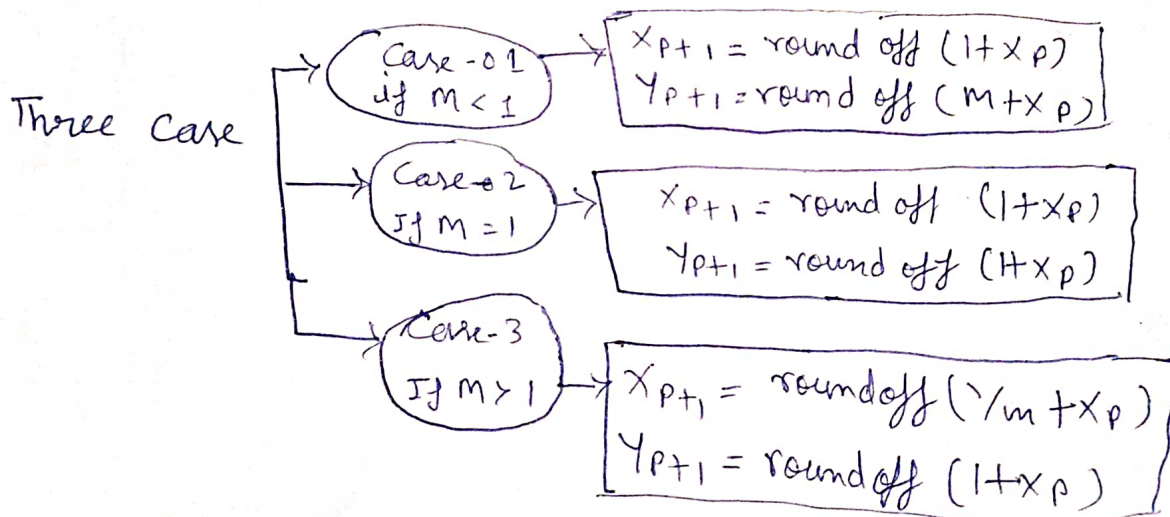 Three Case
Case-01
if M < 1
Xp+1 = round off (1+Xp)
Yp+1 = round off (M+Xp)
Case-02
If M = 1
Xp+1 = round off (1+Xp)
Yp+1 = round off (1+Xp)
Case-3
If M > 1
Xp+1 = roundoff (1/m + Xp)
Yp+1 = roundoff (1+Xp)